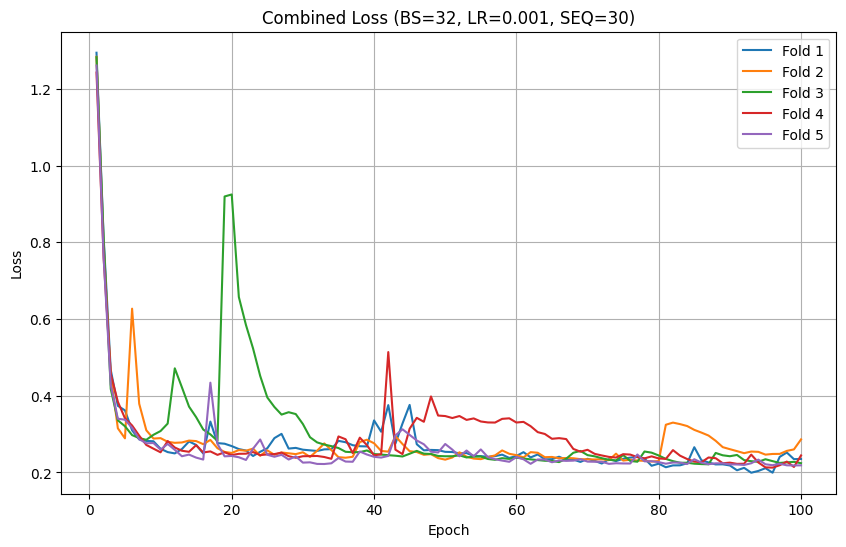 Combined Loss (BS=32, LR=0.001, SEQ=30)
Fold 1
Fold 2
Fold 3
Fold 4
Fold 5
Loss
1.2
1.0
0.8
0.6
0.4
0.2
0
20
40
60
80
100
Epoch